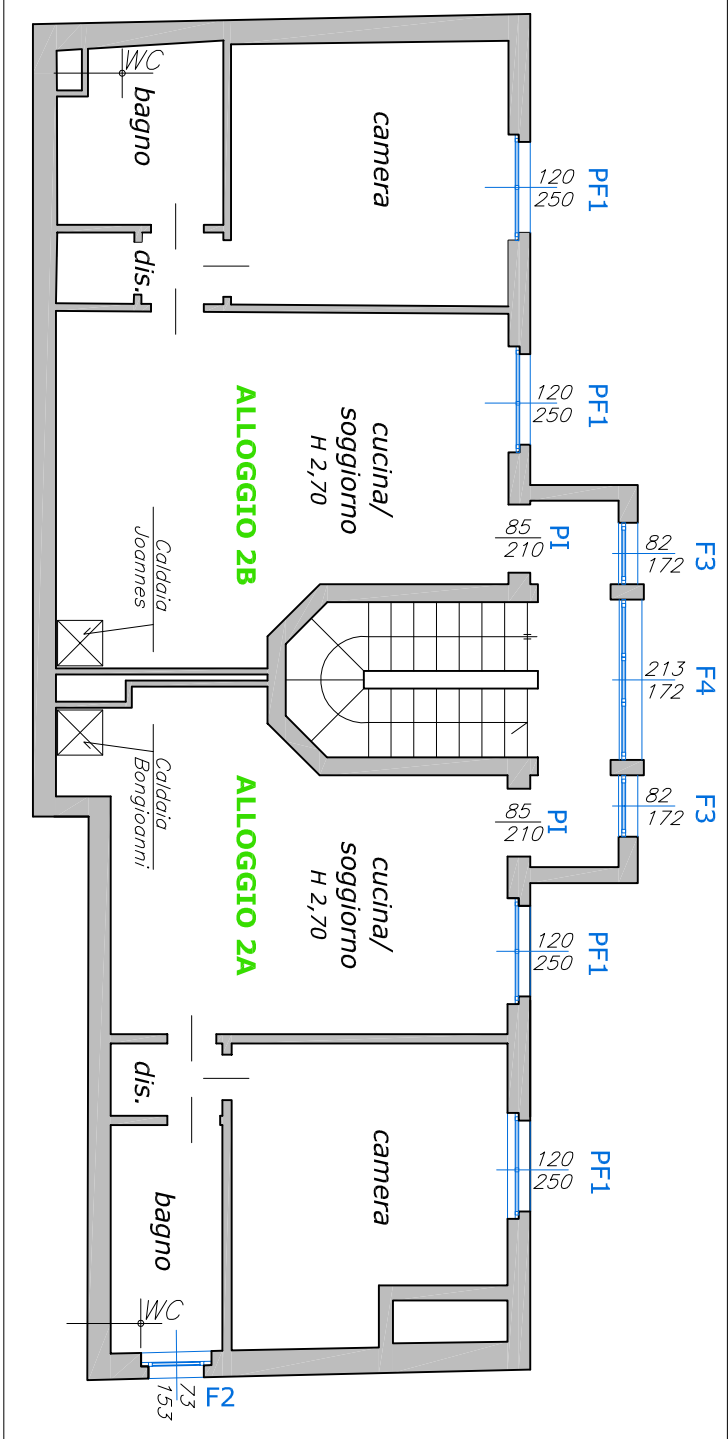 WC
bagno
camera
PF1
120
250
dis.
PF1
120
250
cucina/
soggiorno
H 2,70
ALLOGGIO 2B
Caldaia
Joannes
PI
85
210
F3
82
172
F4
213
172
F3
82
172
PI
85
210
cucina/
soggiorno
H 2,70
ALLOGGIO 2A
Caldaia
Bongioanni
PF1
120
250
dis.
camera
PF1
120
250
bagno
WC
F2
73
153